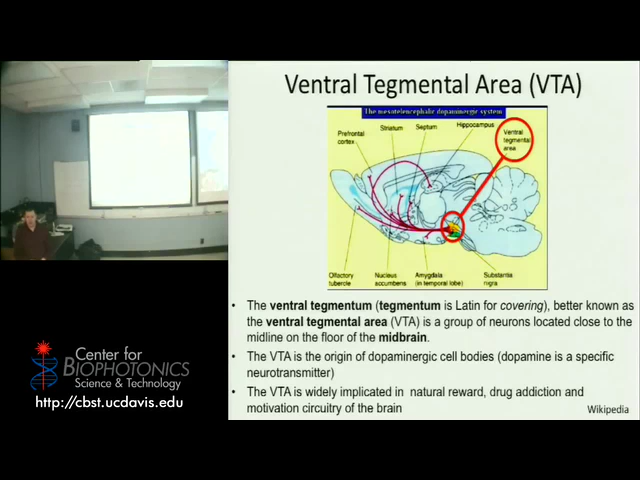 Ventral Tegmental Area (VTA)
The mesotelencephalic dopaminergic system
Prefrontal cortex
Striatum
Septum
Hippocampus
Ventral tegmental area
Olfactory tubercle
Nucleus accumbens
Amygdala (in temporal lobe)
Substantia nigra
• The ventral tegmentum (tegmentum is Latin for covering), better known as
the ventral tegmental area (VTA) is a group of neurons located close to the
midline on the floor of the midbrain.
• The VTA is the origin of dopaminergic cell bodies (dopamine is a specific
neurotransmitter)
• The VTA is widely implicated in natural reward, drug addiction and
motivation circuitry of the brain
Wikipedia
Center for
BIOPHOTONICS
Science & Technology
http://cbst.ucdavis.edu